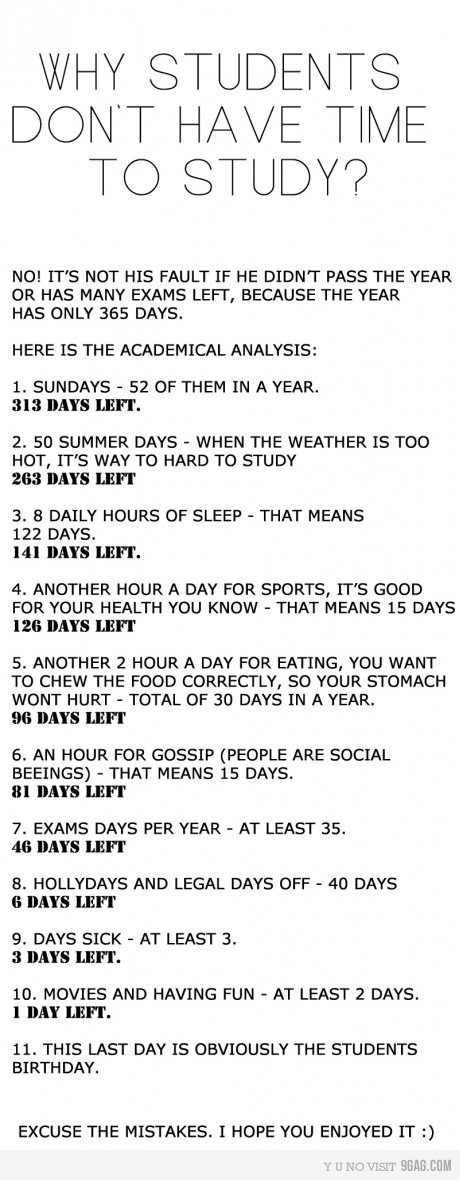 WHY STUDENTS
DON'T HAVE TIME
TO STUDY?
NO! IT'S NOT HIS FAULT IF HE DIDN'T PASS THE YEAR
OR HAS MANY EXAMS LEFT, BECAUSE THE YEAR
HAS ONLY 365 DAYS.
HERE IS THE ACADEMICAL ANALYSIS:
1. SUNDAYS - 52 OF THEM IN A YEAR.
313 DAYS LEFT.
2. 50 SUMMER DAYS - WHEN THE WEATHER IS TOO
HOT, IT'S WAY TO HARD TO STUDY
263 DAYS LEFT
3. 8 DAILY HOURS OF SLEEP - THAT MEANS
122 DAYS.
141 DAYS LEFT.
4. ANOTHER HOUR A DAY FOR SPORTS, IT'S GOOD
FOR YOUR HEALTH YOU KNOW - THAT MEANS 15 DAYS
126 DAYS LEFT
5. ANOTHER 2 HOUR A DAY FOR EATING, YOU WANT
TO CHEW THE FOOD CORRECTLY, SO YOUR STOMACH
WONT HURT - TOTAL OF 30 DAYS IN A YEAR.
96 DAYS LEFT
6. AN HOUR FOR GOSSIP (PEOPLE ARE SOCIAL
BEEINGS) - THAT MEANS 15 DAYS.
81 DAYS LEFT
7. EXAMS DAYS PER YEAR - AT LEAST 35.
46 DAYS LEFT
8. HOLLYDAYS AND LEGAL DAYS OFF - 40 DAYS
6 DAYS LEFT
9. DAYS SICK - AT LEAST 3.
3 DAYS LEFT.
10. MOVIES AND HAVING FUN - AT LEAST 2 DAYS.
1 DAY LEFT.
11. THIS LAST DAY IS OBVIOUSLY THE STUDENTS
BIRTHDAY.
EXCUSE THE MISTAKES. I HOPE YOU ENJOYED IT :)
Y U NO VISIT 9GAG.COM